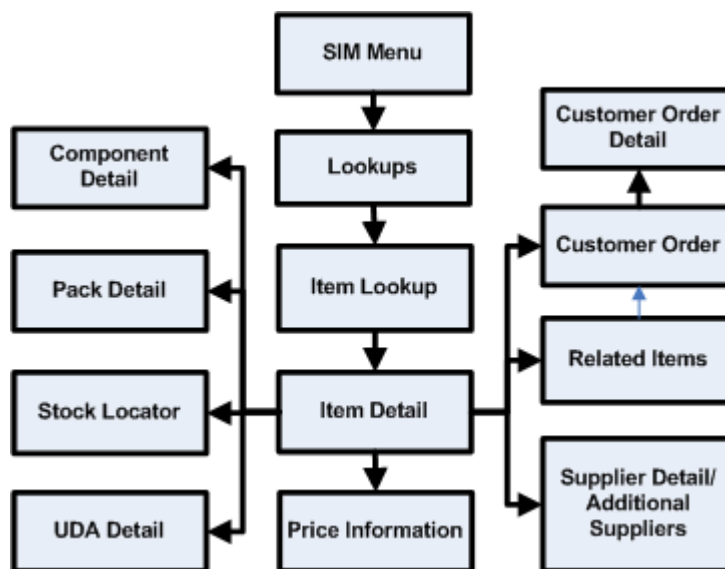 SIM Menu
Customer Order
Detail
Component
Detail
Lookups
Customer Order
Pack Detail
Item Lookup
Related Items
Stock Locator
Item Detail
Supplier Detail/
Additional
Suppliers
UDA Detail
Price Information